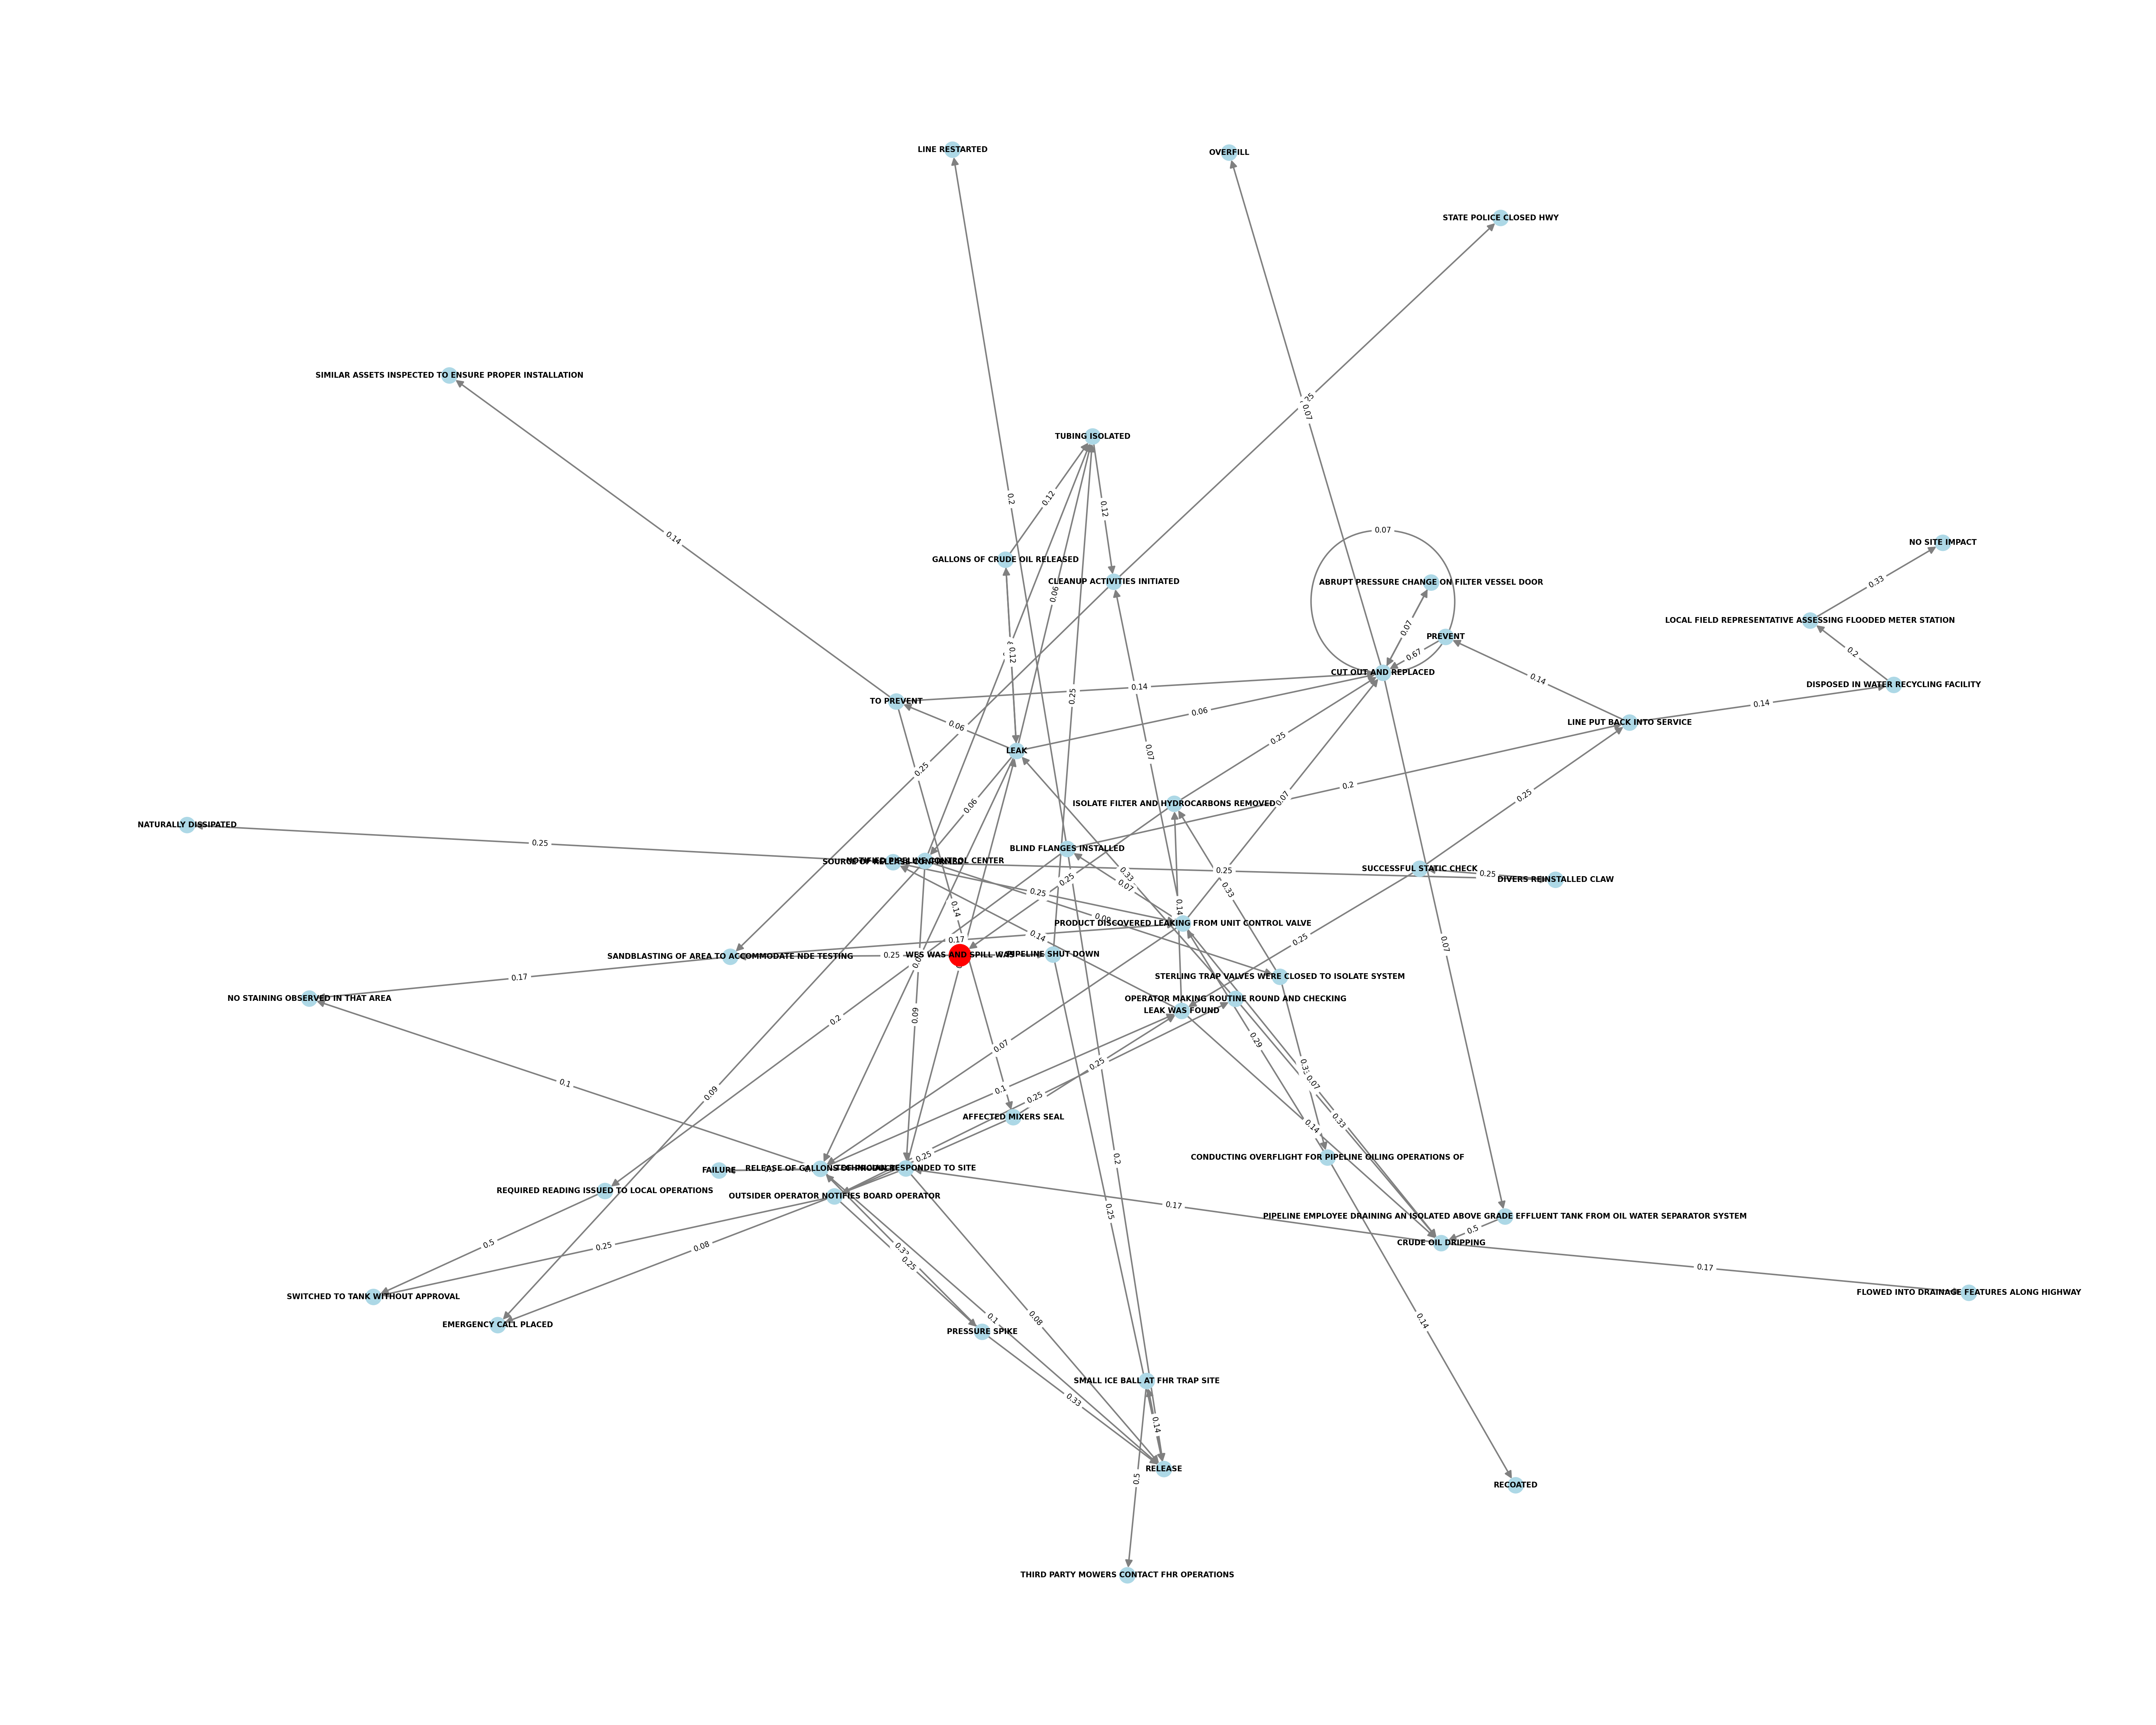 LINE RESTARTED
OVERFILL
STATE POLICE CLOSED HWY
0.25
0.07
SIMILAR ASSETS INSPECTED TO ENSURE PROPER INSTALLATION
TUBING ISOLATED
0.2
0.12
0.12
0.14
0.07
NO SITE IMPACT
GALLONS OF CRUDE OIL RELEASED
CLEANUP ACTIVITIES INITIATED
ABRUPT PRESSURE CHANGE ON FILTER VESSEL DOOR
0.33
0.06
LOCAL FIELD REPRESENTATIVE ASSESSING FLOODED METER STATION
0.07
PREVENT
0.12
0.67
0.2
CUT OUT AND REPLACED
0.14
DISPOSED IN WATER RECYCLING FACILITY
0.14
0.25
TO PREVENT
0.14
0.06
LINE PUT BACK INTO SERVICE
0.06
LEAK
0.25
0.07
0.25
0.2
0.25
0.07
ISOLATE FILTER AND HYDROCARBONS REMOVED
0.06
NATURALLY DISSIPATED
0.25
BLIND FLANGES INSTALLED
NOTIFIED PIPELINE CONTROL CENTER
SUCCESSFUL STATIC CHECK
0.25
0.25
DIVERS REINSTALLED CLAW
0.33
0.25
0.07
0.33
0.25
0.14
0.14
0.09
PRODUCT DISCOVERED LEAKING FROM UNIT CONTROL VALVE
0.14
0.17
0.25
SANDBLASTING OF AREA TO ACCOMMODATE NDE TESTING
0.25
WES WAS AND SPILL WAS
PIPELINE SHUT DOWN
0.17
STERLING TRAP VALVES WERE CLOSED TO ISOLATE SYSTEM
NO STAINING OBSERVED IN THAT AREA
OPERATOR MAKING ROUTINE ROUND AND CHECKING
LEAK WAS FOUND
0.09
0.2
0.29
0.07
0.25
0.07
0.1
0.09
0.1
0.25
0.33
AFFECTED MIXERS SEAL
0.14
0.25
0.2
CONDUCTING OVERFLIGHT FOR PIPELINE OILING OPERATIONS OF
FAILURE
TECHNICIAN RESPONDED TO SITE
REQUIRED READING ISSUED TO LOCAL OPERATIONS
OUTSIDER OPERATOR NOTIFIES BOARD OPERATOR
0.17
0.25
PIPELINE EMPLOYEE DRAINING AN ISOLATED ABOVE GRADE EFFLUENT TANK FROM OIL WATER SEPARATOR SYSTEM
0.5
CRUDE OIL DRIPPING
0.5
0.25
0.08
0.33
0.25
0.17
FLOWED INTO DRAINAGE FEATURES ALONG HIGHWAY
SWITCHED TO TANK WITHOUT APPROVAL
0.1
0.08
0.14
EMERGENCY CALL PLACED
PRESSURE SPIKE
SMALL ICE BALL AT FHR TRAP SITE
0.33
0.14
RELEASE
0.5
RECOATED
THIRD PARTY MOWERS CONTACT FHR OPERATIONS